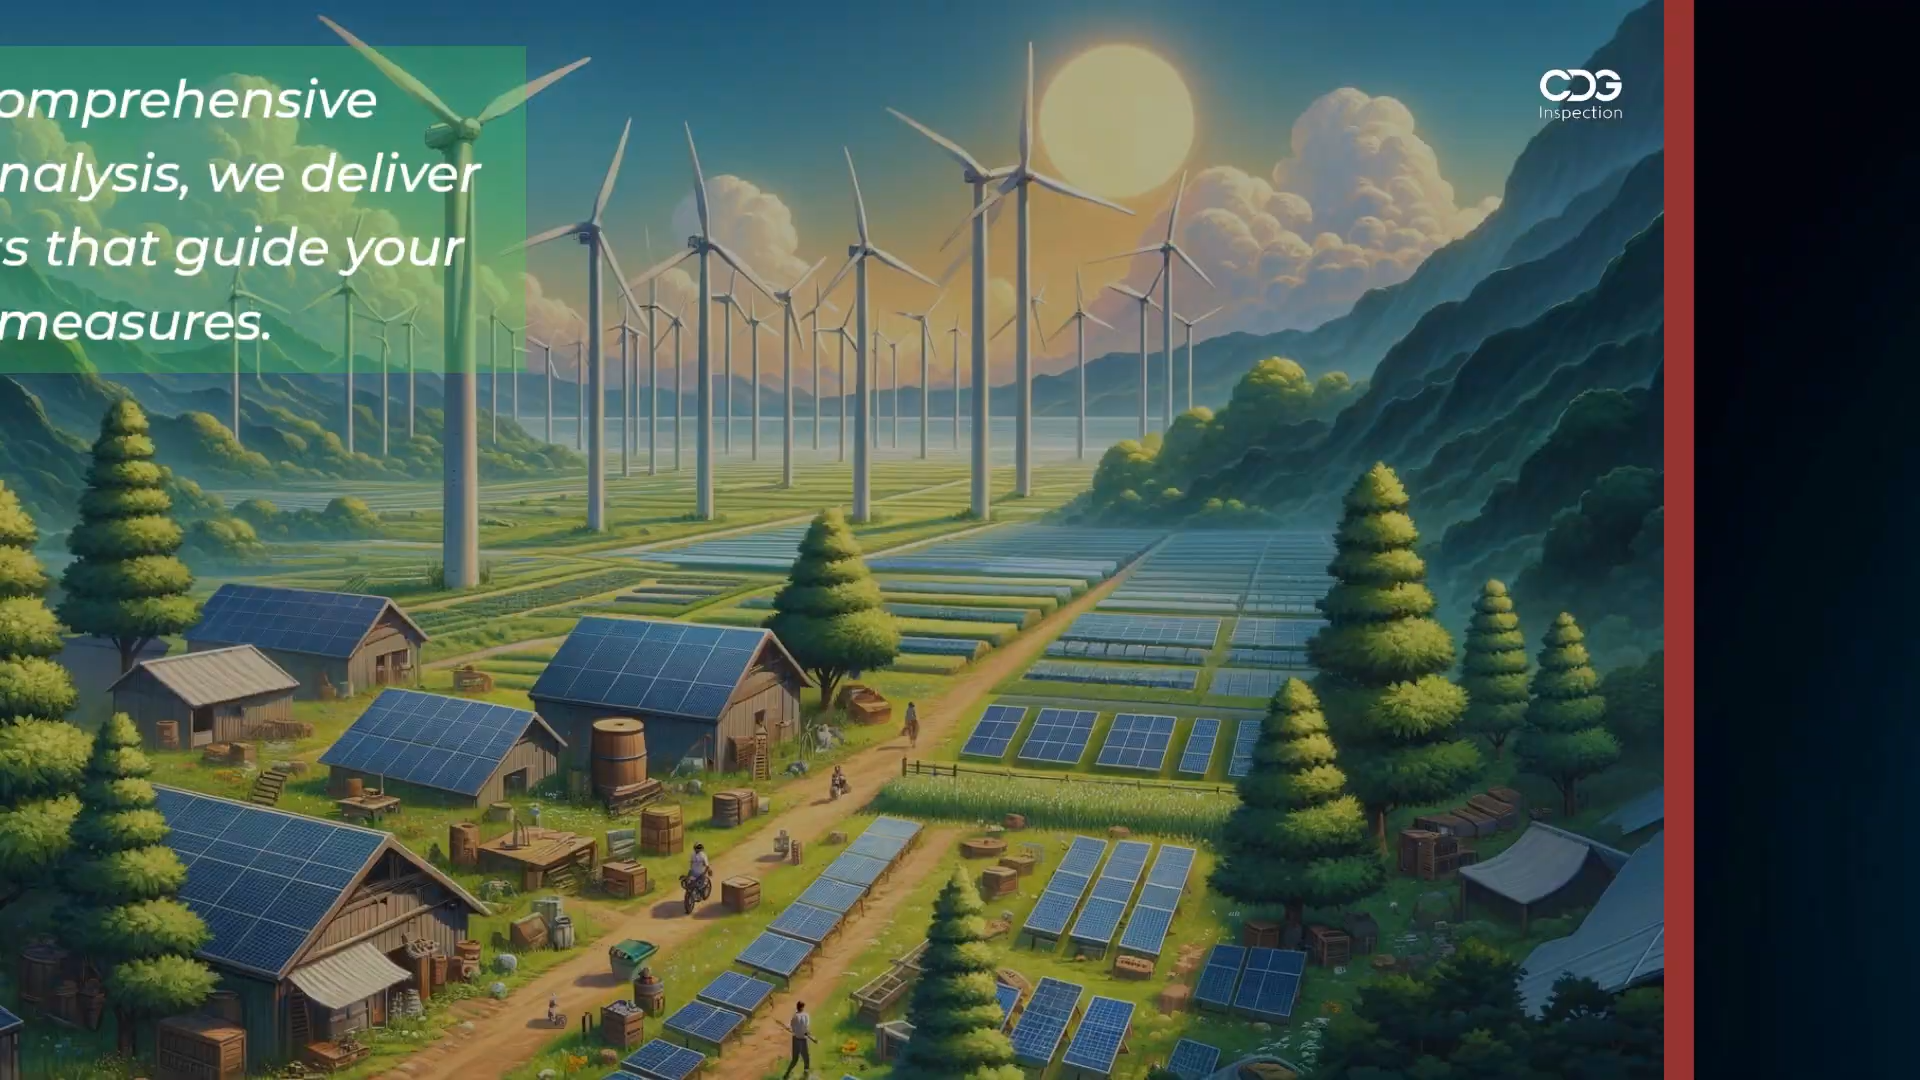 omprehensive
nalysis, we deliver
s that guide your
measures.
CDG
Inspection